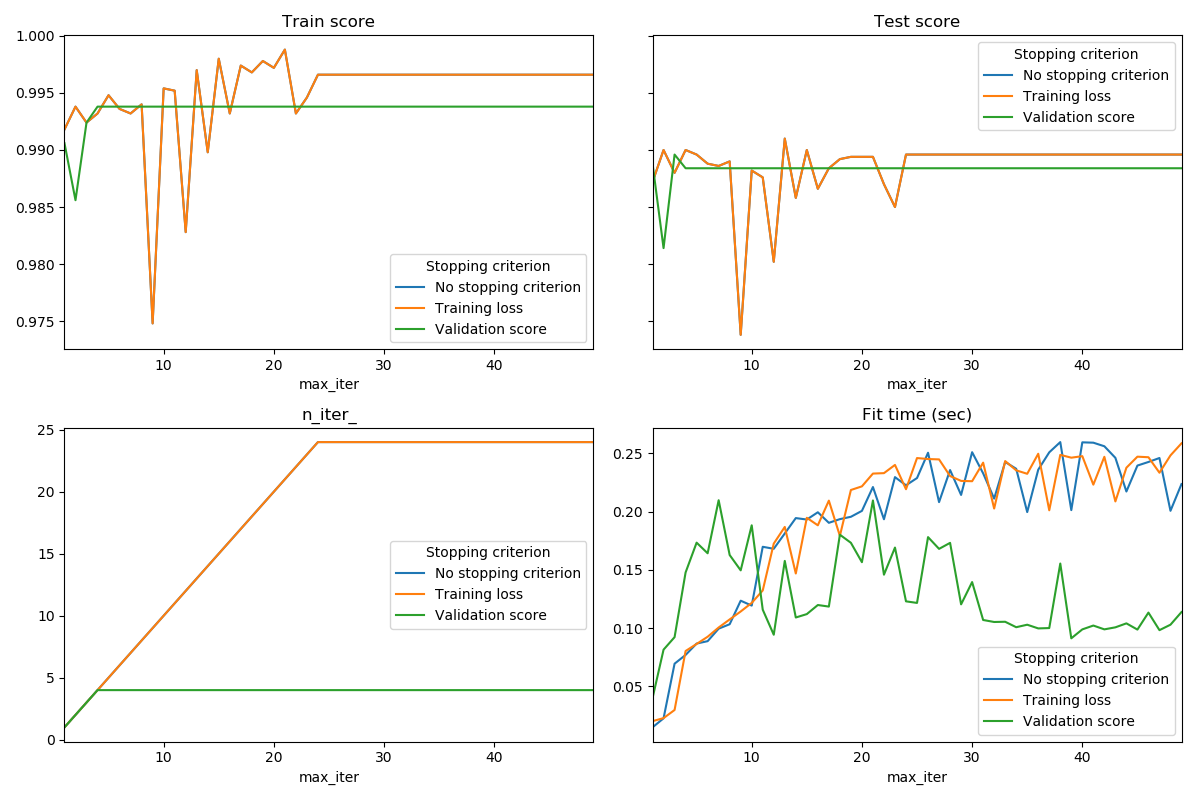 Train score
1.000
0.995
0.990
0.985
0.980
0.975
Stopping criterion
No stopping criterion
Training loss
Validation score
10 20 30 40
max_iter
Test score
Stopping criterion
No stopping criterion
Training loss
Validation score
10 20 30 40
max_iter
n_iter_
25
20
15
10
5
0
Stopping criterion
No stopping criterion
Training loss
Validation score
10 20 30 40
max_iter
Fit time (sec)
0.25
0.20
0.15
0.10
0.05
Stopping criterion
No stopping criterion
Training loss
Validation score
10 20 30 40
max_iter